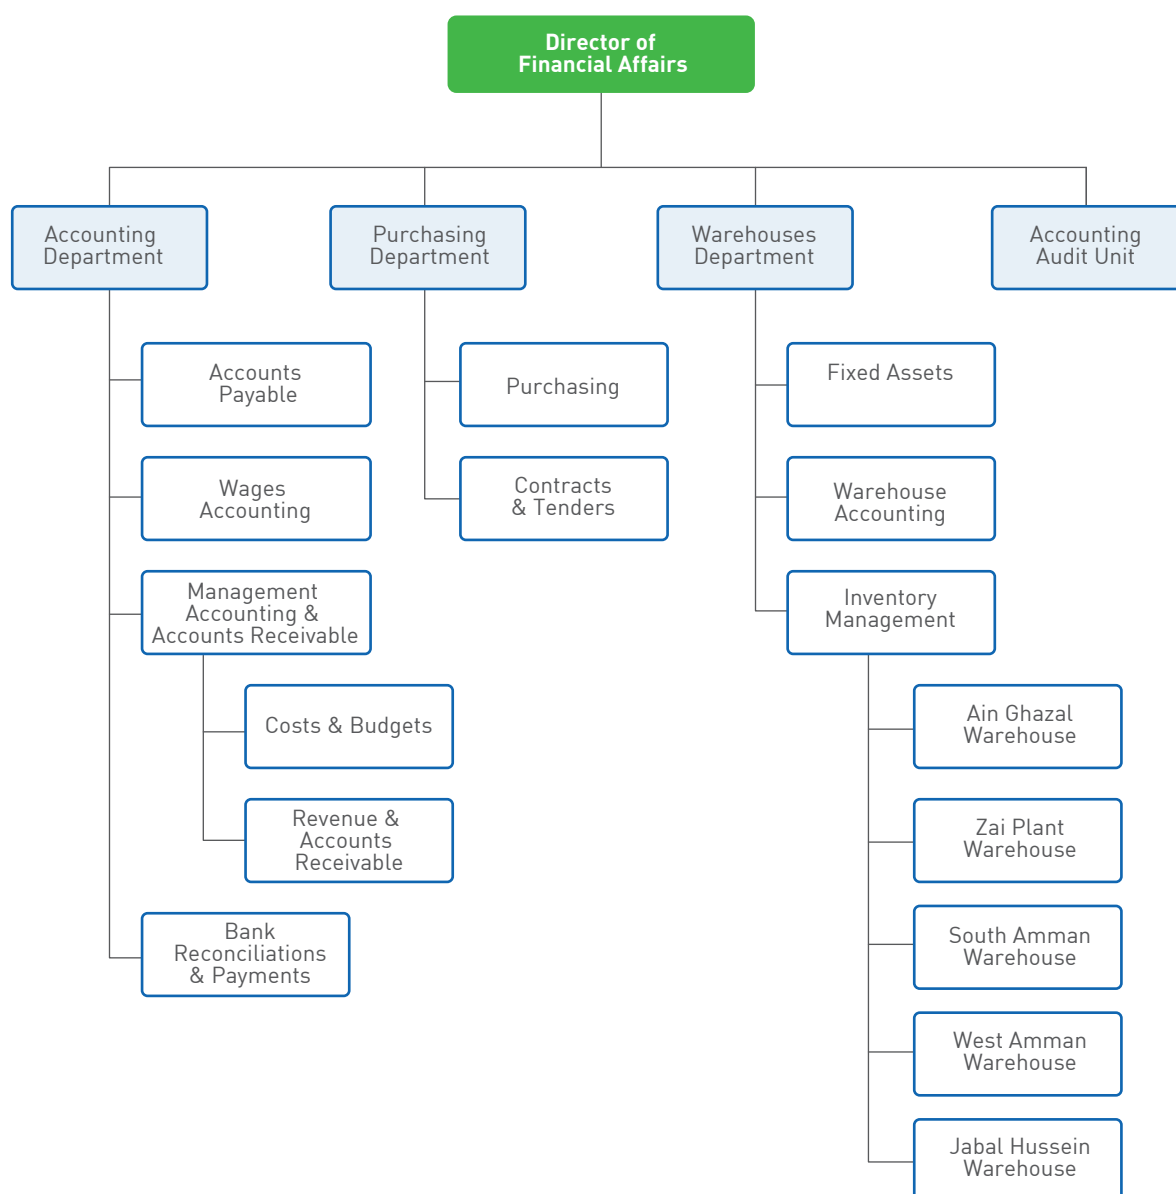 Director of
Financial Affairs
Accounting
Department
Purchasing
Department
Warehouses
Department
Accounting
Audit Unit
Accounts
Payable
Wages
Accounting
Management
Accounting &
Accounts Receivable
Costs & Budgets
Revenue &
Accounts
Receivable
Bank
Reconciliations
& Payments
Purchasing
Contracts
& Tenders
Fixed Assets
Warehouse
Accounting
Inventory
Management
Ain Ghazal
Warehouse
Zai Plant
Warehouse
South Amman
Warehouse
West Amman
Warehouse
Jabal Hussein
Warehouse